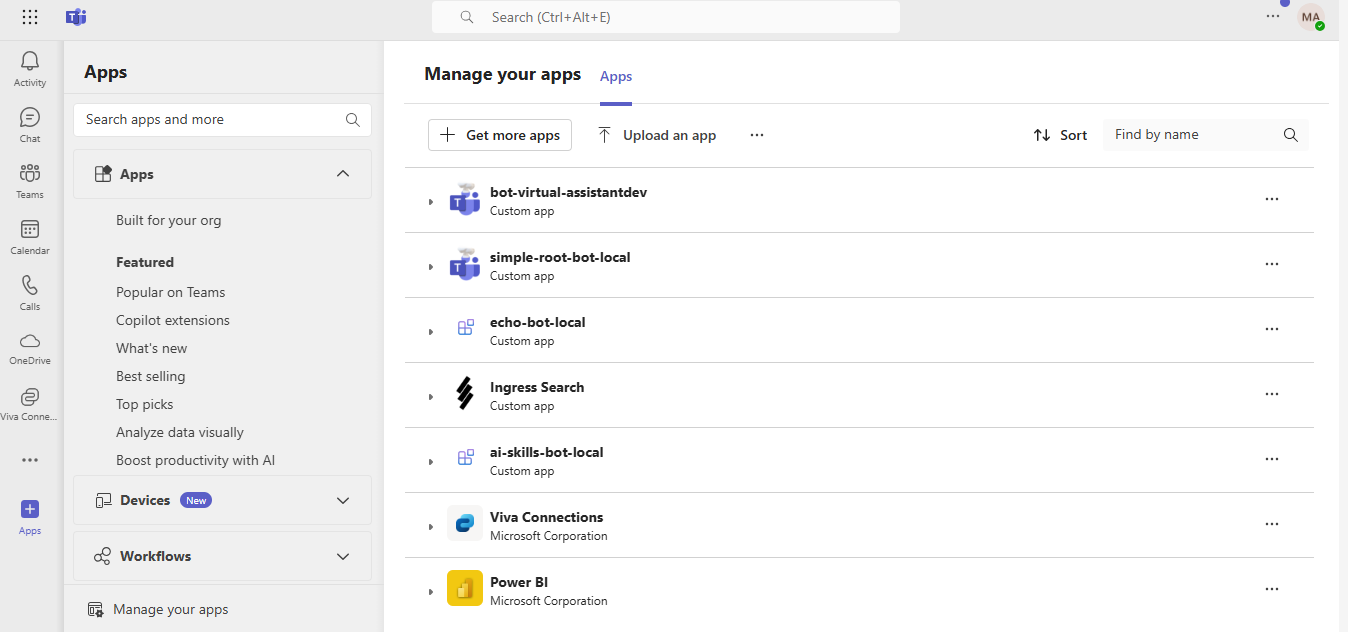 Search (Ctrl+Alt+E)
MA
Activity
Chat
Teams
Calendar
Calls
OneDrive
Viva Conne...
Apps
Apps
Search apps and more
Apps
Built for your org
Featured
Popular on Teams
Copilot extensions
What's new
Best selling
Top picks
Analyze data visually
Boost productivity with AI
Devices New
Workflows
Manage your apps
Manage your apps Apps
Get more apps Upload an app Sort Find by name
bot-virtual-assistantdev
Custom app
simple-root-bot-local
Custom app
echo-bot-local
Custom app
Ingress Search
Custom app
ai-skills-bot-local
Custom app
Viva Connections
Microsoft Corporation
Power BI
Microsoft Corporation